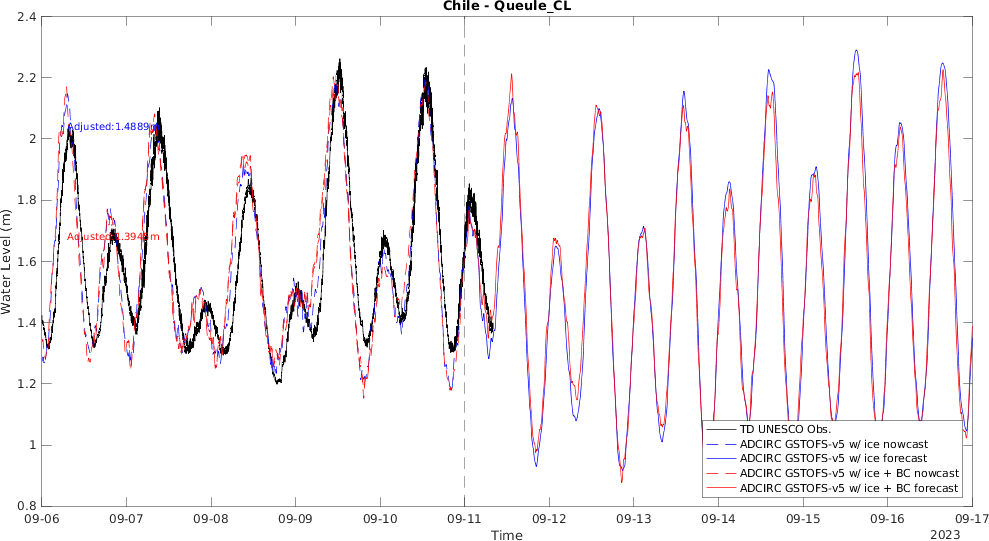 Chile - Queule_CL
Water Level (m)
2.4
2.2
2
1.8
1.6
1.4
1.2
1
0.8
Adjusted:1.4889m
Adjusted:1.394
TD UNESCO Obs.
ADCIRC GSTOFS-v5 w/ ice nowcast
ADCIRC GSTOFS-v5 w/ ice forecast
ADCIRC GSTOFS-v5 w/ ice + BC nowcast
ADCIRC GSTOFS-v5 w/ ice + BC forecast
09-06 09-07 09-08 09-09 09-10 09-11 09-12 09-13 09-14 09-15 09-16 09-17
Time
2023